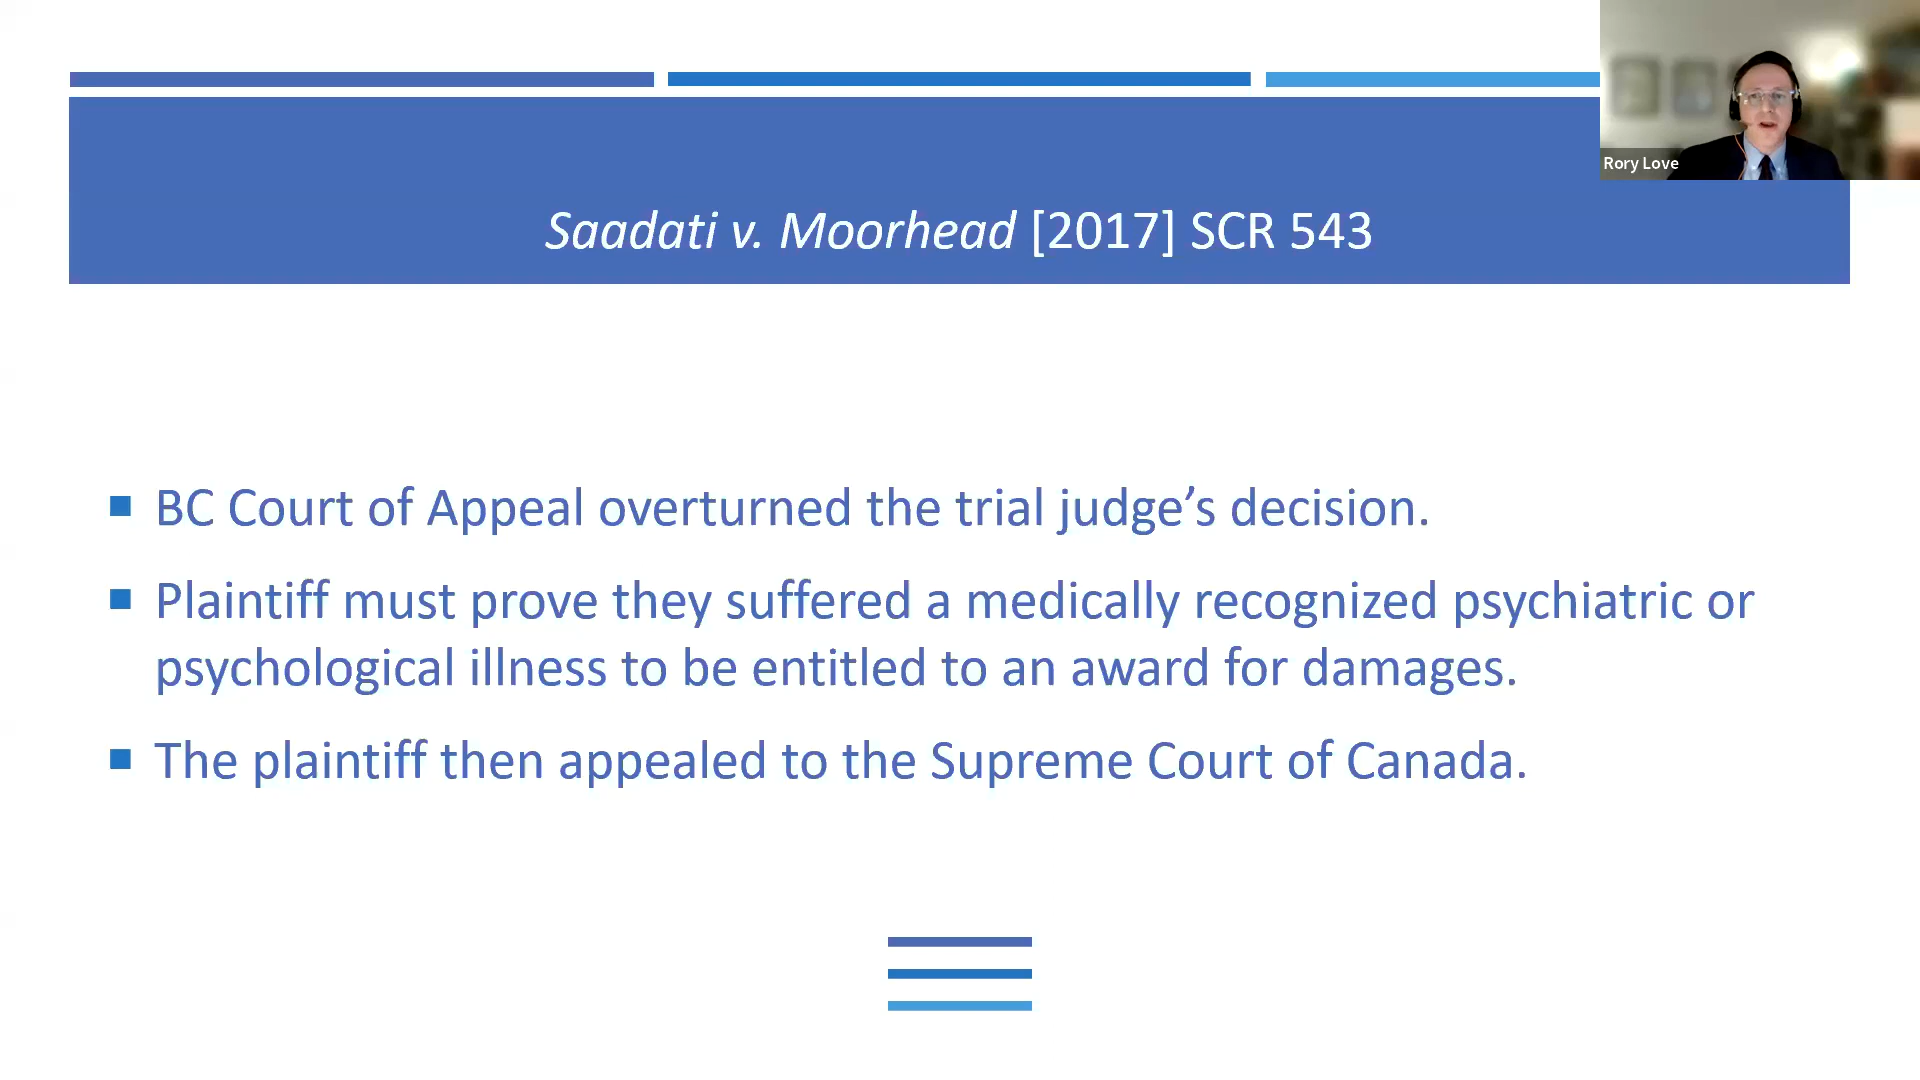 Rory Love
Saadati v. Moorhead [2017] SCR 543
BC Court of Appeal overturned the trial judge’s decision.
Plaintiff must prove they suffered a medically recognized psychiatric or
psychological illness to be entitled to an award for damages.
The plaintiff then appealed to the Supreme Court of Canada.